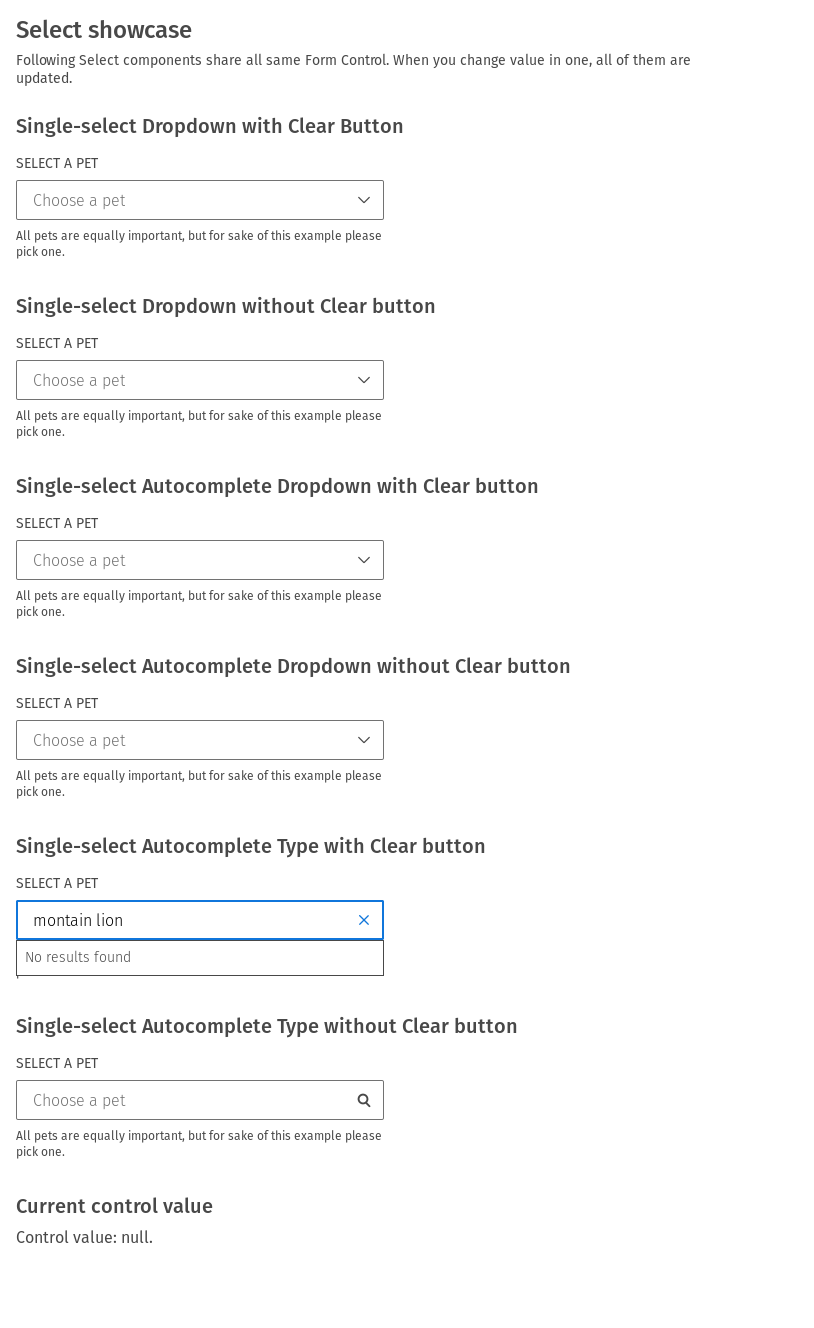 Select showcase
Following Select components share all same Form Control. When you change value in one, all of them are
updated.
Single-select Dropdown with Clear Button
SELECT A PET
Choose a pet
All pets are equally important, but for sake of this example please
pick one.
Single-select Dropdown without Clear button
SELECT A PET
Choose a pet
All pets are equally important, but for sake of this example please
pick one.
Single-select Autocomplete Dropdown with Clear button
SELECT A PET
Choose a pet
All pets are equally important, but for sake of this example please
pick one.
Single-select Autocomplete Dropdown without Clear button
SELECT A PET
Choose a pet
All pets are equally important, but for sake of this example please
pick one.
Single-select Autocomplete Type with Clear button
SELECT A PET
montain lion
No results found
Single-select Autocomplete Type without Clear button
SELECT A PET
Choose a pet
All pets are equally important, but for sake of this example please
pick one.
Current control value
Control value: null.